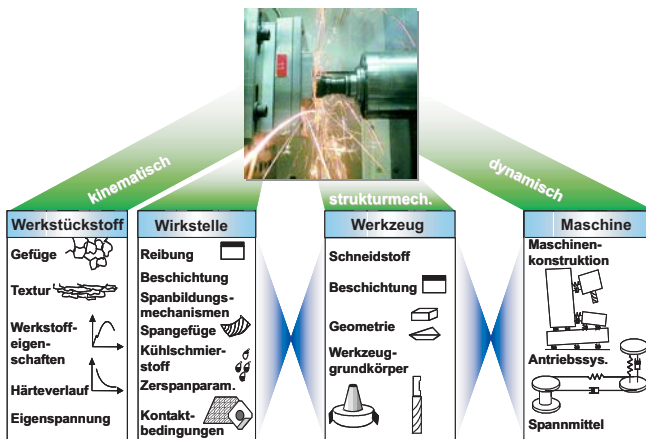 kinematisch
strukturmech.
dynamisch
Werkstückstoff
Gefüge
Textur
Werkstoff-
eigen-
schaften
Härteverlauf
Eigenspannung
Wirkstelle
Reibung
Beschichtung
Spanbildungs-
mechanismen
Spangefüge
Kühlschmier-
stoff
Zerspanparam.
Kontakt-
bedingungen
Werkzeug
Schneidstoff
Beschichtung
Geometrie
Werkzeug-
grundkörper
Maschine
Maschinen-
konstruktion
Antriebssys.
Spannmittel